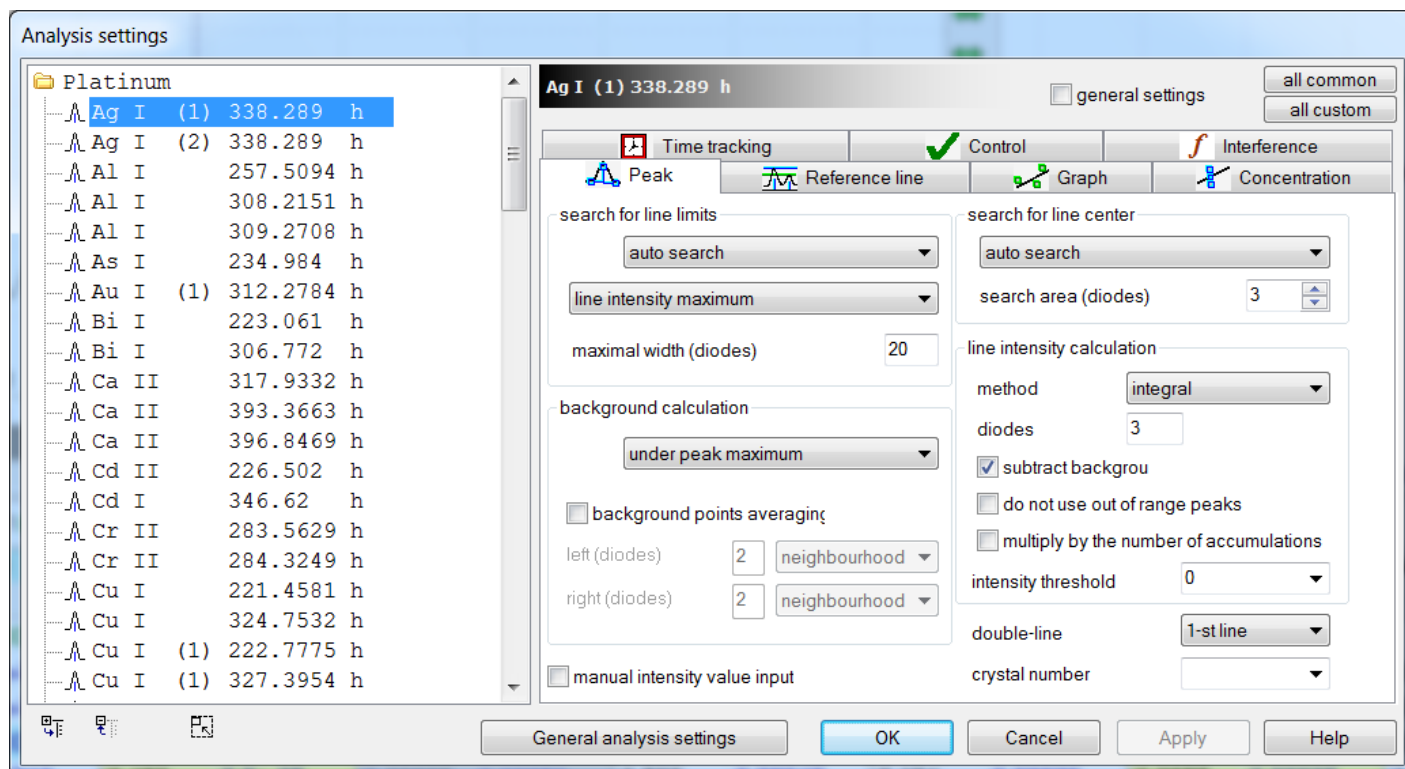 Analysis settings
Platinum
Ag I (1) 338.289 h
Ag I (2) 338.289 h
Al I 257.5094 h
Al I 308.2151 h
Al I 309.2708 h
As I 234.984 h
Au I (1) 312.2784 h
Bi I 223.061 h
Bi I 306.772 h
Ca II 317.9332 h
Ca II 393.3663 h
Ca II 396.8469 h
Cd II 226.502 h
Cd I 346.62 h
Cr II 283.5629 h
Cr II 284.3249 h
Cu I 221.4581 h
Cu I 324.7532 h
Cu I (1) 222.7775 h
Cu I (1) 327.3954 h
Ag I (1) 338.289 h
general settings
all common
all custom
Time tracking
Control
Interference
Peak
Reference line
Graph
Concentration
search for line limits
auto search
line intensity maximum
maximal width (diodes) 20
background calculation
under peak maximum
background points averaging
left (diodes) 2 neighbourhood
right (diodes) 2 neighbourhood
manual intensity value input
search for line center
auto search
search area (diodes) 3
line intensity calculation
method integral
diodes 3
subtract backgrou
do not use out of range peaks
multiply by the number of accumulations
intensity threshold 0
double-line 1-st line
crystal number
General analysis settings
OK
Cancel
Apply
Help